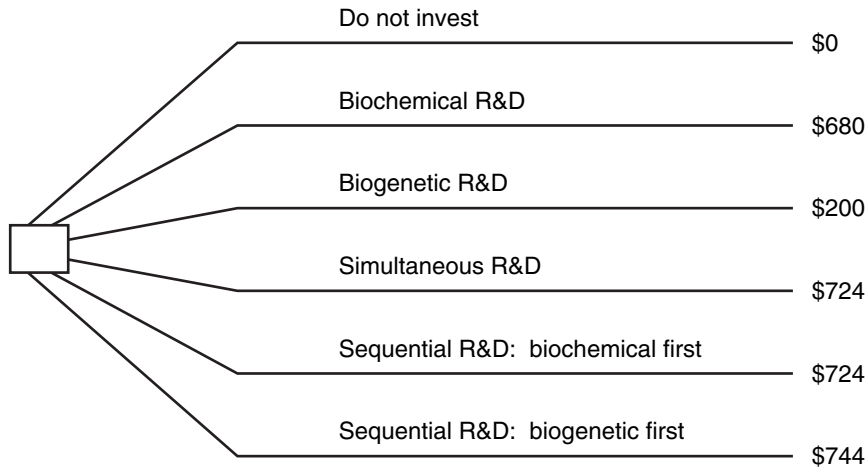 Do not invest
$0
Biochemical R&D
$680
Biogenetic R&D
$200
Simultaneous R&D
$724
Sequential R&D: biochemical first
$724
Sequential R&D: biogenetic first
$744